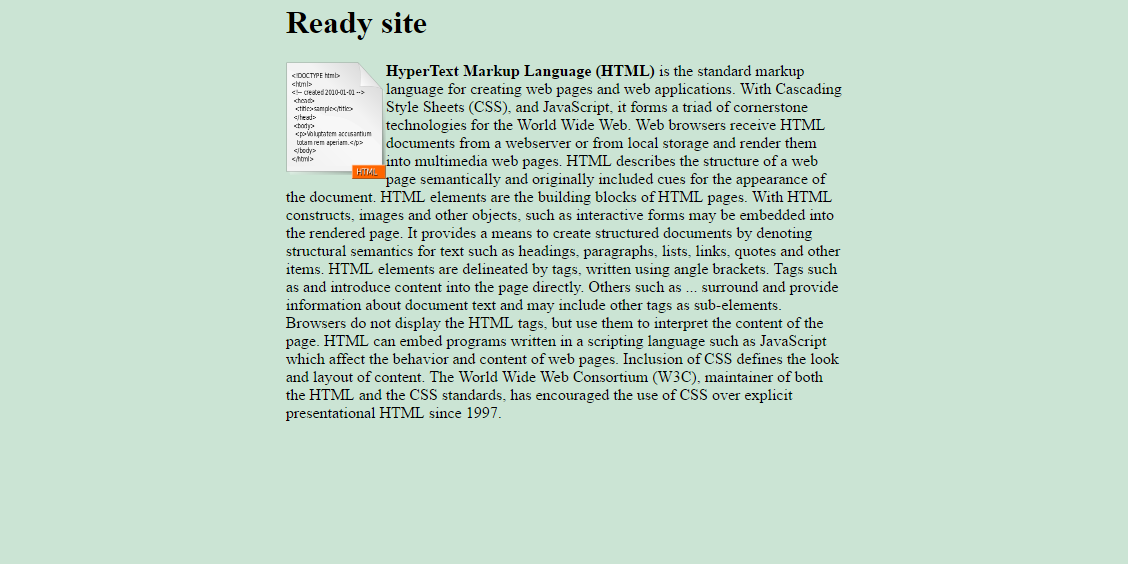 Ready site
<!DOCTYPE html>
<html>
<!-- created 2010-01-01 -->
<head>
<title>sample</title>
</head>
<body>
<p>Voluptatem accusantium
totam rem aperiam.</p>
</body>
</html>
HTML
HyperText Markup Language (HTML) is the standard markup
language for creating web pages and web applications. With Cascading
Style Sheets (CSS), and JavaScript, it forms a triad of cornerstone
technologies for the World Wide Web. Web browsers receive HTML
documents from a webserver or from local storage and render them
into multimedia web pages. HTML describes the structure of a web
page semantically and originally included cues for the appearance of
the document. HTML elements are the building blocks of HTML pages. With HTML
constructs, images and other objects, such as interactive forms may be embedded into
the rendered page. It provides a means to create structured documents by denoting
structural semantics for text such as headings, paragraphs, lists, links, quotes and other
items. HTML elements are delineated by tags, written using angle brackets. Tags such
as and introduce content into the page directly. Others such as ... surround and provide
information about document text and may include other tags as sub-elements.
Browsers do not display the HTML tags, but use them to interpret the content of the
page. HTML can embed programs written in a scripting language such as JavaScript
which affect the behavior and content of web pages. Inclusion of CSS defines the look
and layout of content. The World Wide Web Consortium (W3C), maintainer of both
the HTML and the CSS standards, has encouraged the use of CSS over explicit
presentational HTML since 1997.